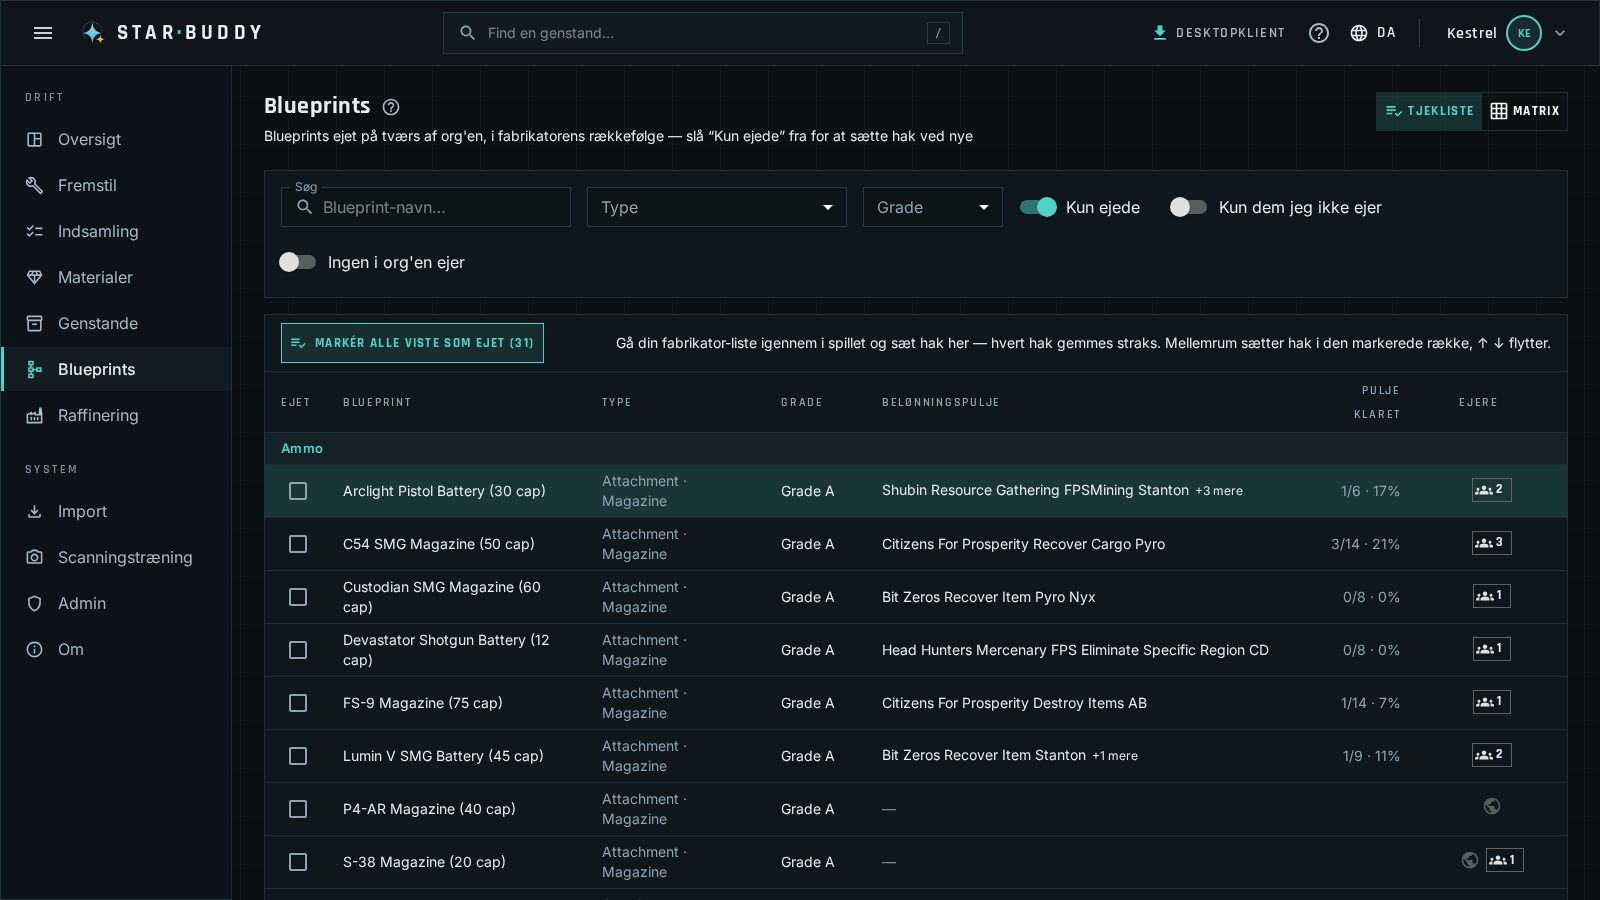 STAR·BUDDY
Find en genstand...
/
DESKTOPKLIENT
DA
Kestrel
KE
DRIFT
Oversigt
Fremstil
Indsamling
Materialer
Genstande
Blueprints
Raffinering
SYSTEM
Import
Scanningstræning
Admin
Om
Blueprints
Blueprints ejet på tværs af org'en, i fabrikatorens rækkefølge — slå “Kun ejede” fra for at sætte hak ved nye
TJEKLISTE
MATRIX
Søg
Blueprint-navn...
Type
Grade
Kun ejede
Kun dem jeg ikke ejer
Ingen i org'en ejer
MARKÉR ALLE VISTE SOM EJET (31)
Gå din fabrikator-liste igennem i spillet og sæt hak her — hvert hak gemmes straks. Mellemrum sætter hak i den markerede række, ↑ ↓ flytter.
EJET BLUEPRINT TYPE GRADE BELØNNINGSPULJE PULJE KLARET EJERE
Ammo
Arclight Pistol Battery (30 cap) Attachment · Magazine Grade A Shubin Resource Gathering FPSMining Stanton +3 mere 1/6 · 17% 2
C54 SMG Magazine (50 cap) Attachment · Magazine Grade A Citizens For Prosperity Recover Cargo Pyro 3/14 · 21% 3
Custodian SMG Magazine (60 cap) Attachment · Magazine Grade A Bit Zeros Recover Item Pyro Nyx 0/8 · 0% 1
Devastator Shotgun Battery (12 cap) Attachment · Magazine Grade A Head Hunters Mercenary FPS Eliminate Specific Region CD 0/8 · 0% 1
FS-9 Magazine (75 cap) Attachment · Magazine Grade A Citizens For Prosperity Destroy Items AB 1/14 · 7% 1
Lumin V SMG Battery (45 cap) Attachment · Magazine Grade A Bit Zeros Recover Item Stanton +1 mere 1/9 · 11% 2
P4-AR Magazine (40 cap) Attachment · Magazine Grade A —
S-38 Magazine (20 cap) Attachment · Magazine Grade A — 1